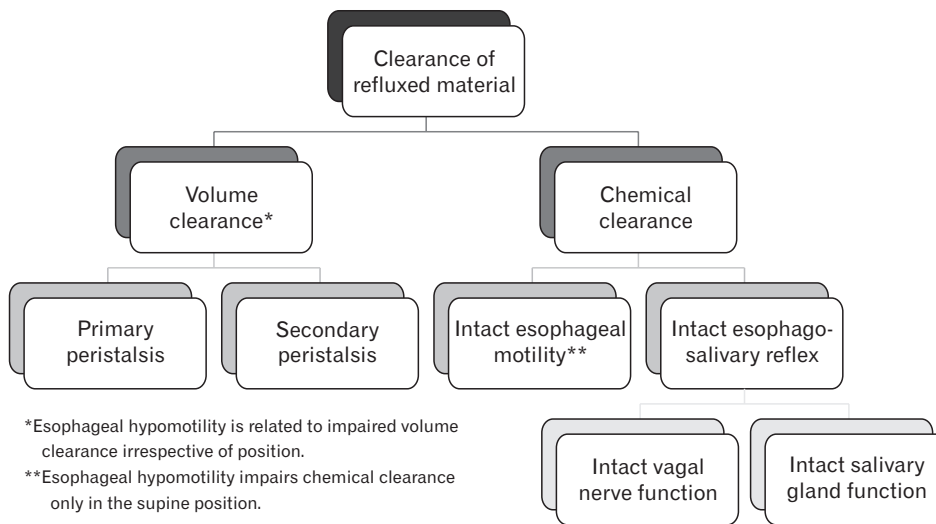 Clearance of
refluxed material
Volume
clearance*
Chemical
clearance
Primary
peristalsis
Secondary
peristalsis
Intact esophageal
motility**
Intact esophago-
salivary reflex
*Esophageal hypomotility is related to impaired volume
clearance irrespective of position.
**Esophageal hypomotility impairs chemical clearance
only in the supine position.
Intact vagal
nerve function
Intact salivary
gland function